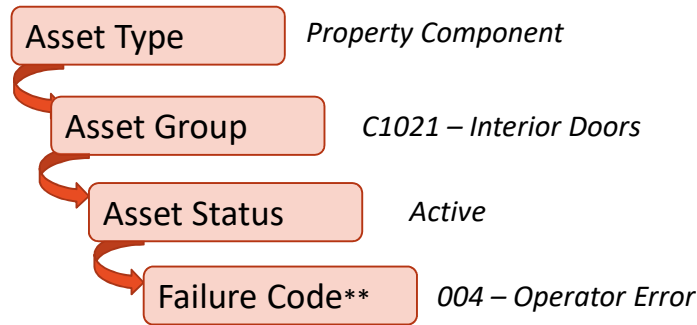 Asset Type Property Component
Asset Group C1021 – Interior Doors
Asset Status Active
Failure Code** 004 – Operator Error